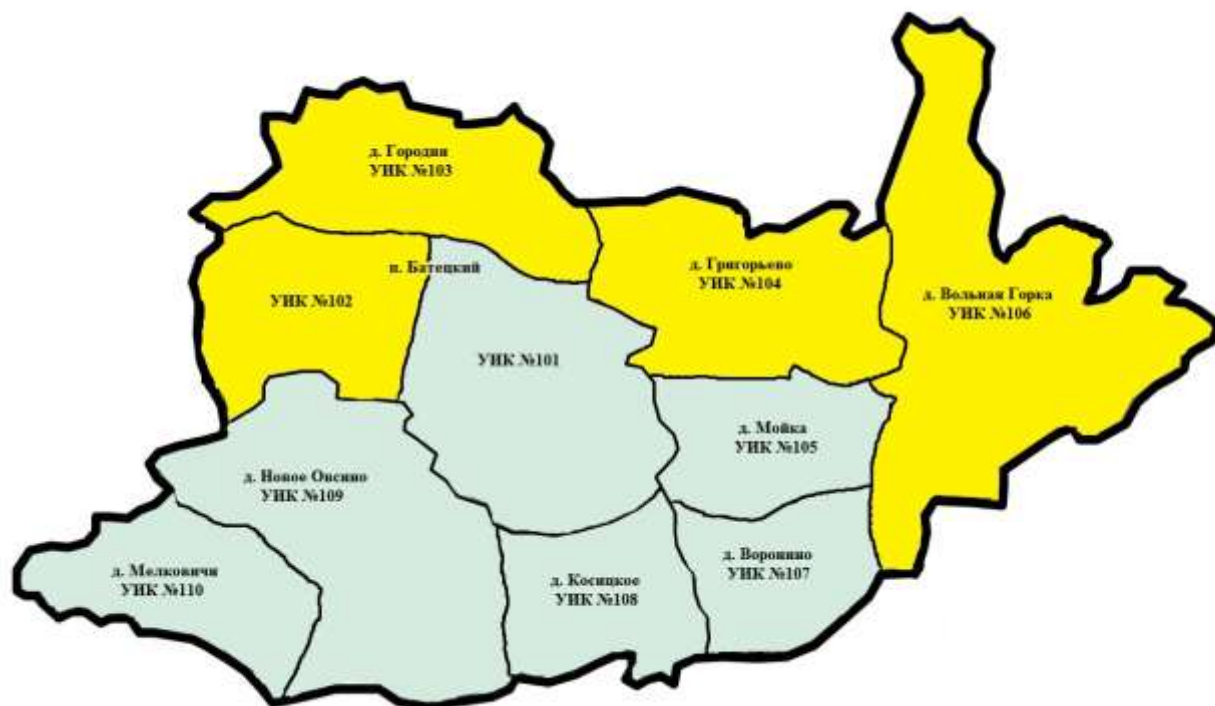 д. Городня
УИК №103
п. Батецкий
УИК №102
д. Григорьево
УИК №104
д. Вольная Горка
УИК №106
УИК №101
д. Мойка
УИК №105
д. Новое Овсино
УИК №109
д. Воронино
УИК №107
д. Мелковичи
УИК №110
д. Косицкое
УИК №108